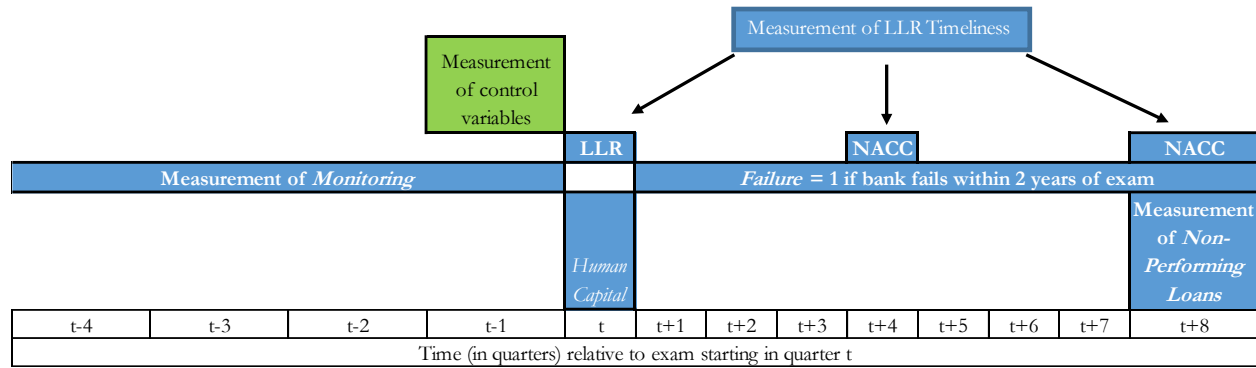 Measurement of LLR Timeliness
Measurement
of control
variables
LLR
NACC
NACC
Measurement of Monitoring
Failure = 1 if bank fails within 2 years of exam
Human
Capital
Measurement
of Non-
Performing
Loans
t-4 t-3 t-2 t-1 t t+1 t+2 t+3 t+4 t+5 t+6 t+7 t+8
Time (in quarters) relative to exam starting in quarter t